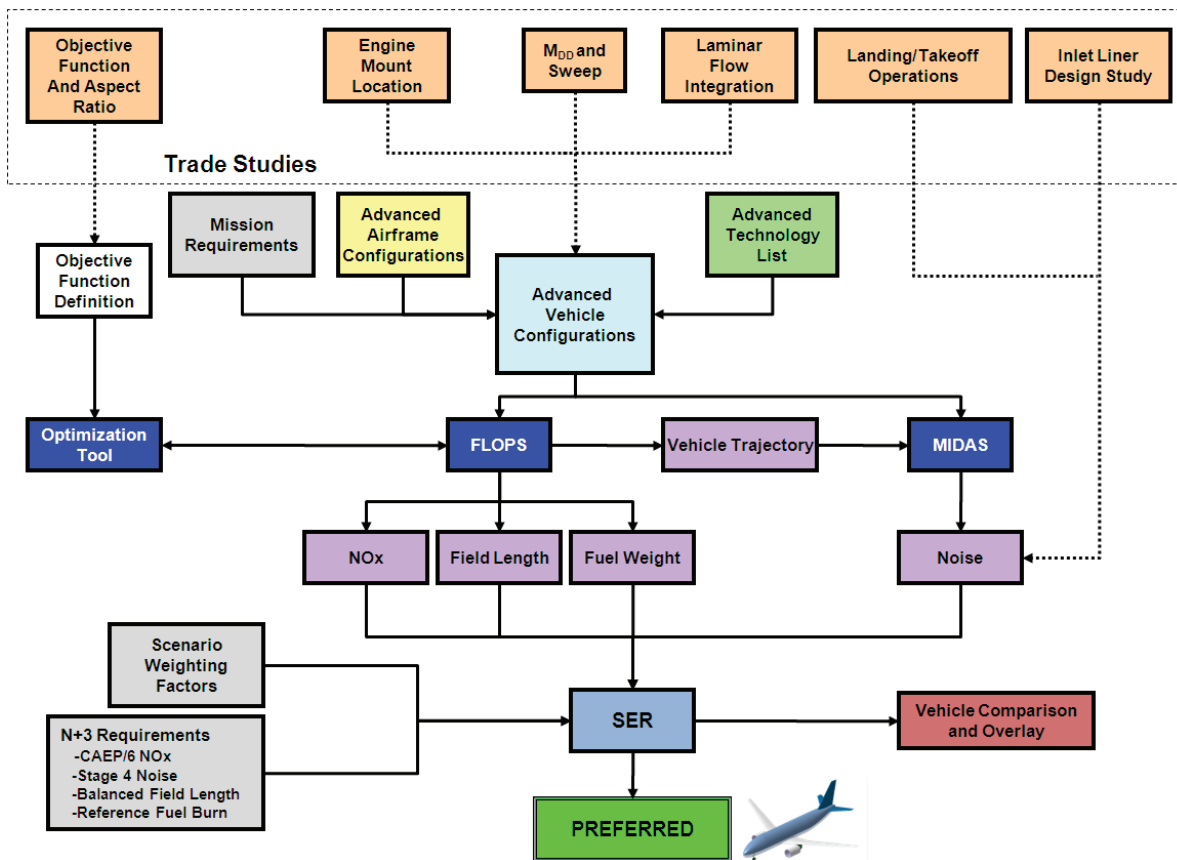 Objective
Function
And Aspect
Ratio
Engine
Mount
Location
MDD and
Sweep
Laminar
Flow
Integration
Landing/Takeoff
Operations
Inlet Liner
Design Study
Trade Studies
Mission
Requirements
Advanced
Airframe
Configurations
Advanced
Technology
List
Objective
Function
Definition
Advanced
Vehicle
Configurations
Optimization
Tool
FLOPS
Vehicle Trajectory
MIDAS
NOx
Field Length
Fuel Weight
Noise
Scenario
Weighting
Factors
N+3 Requirements
-CAEP/6 NOx
-Stage 4 Noise
-Balanced Field Length
-Reference Fuel Burn
SER
Vehicle Comparison
and Overlay
PREFERRED